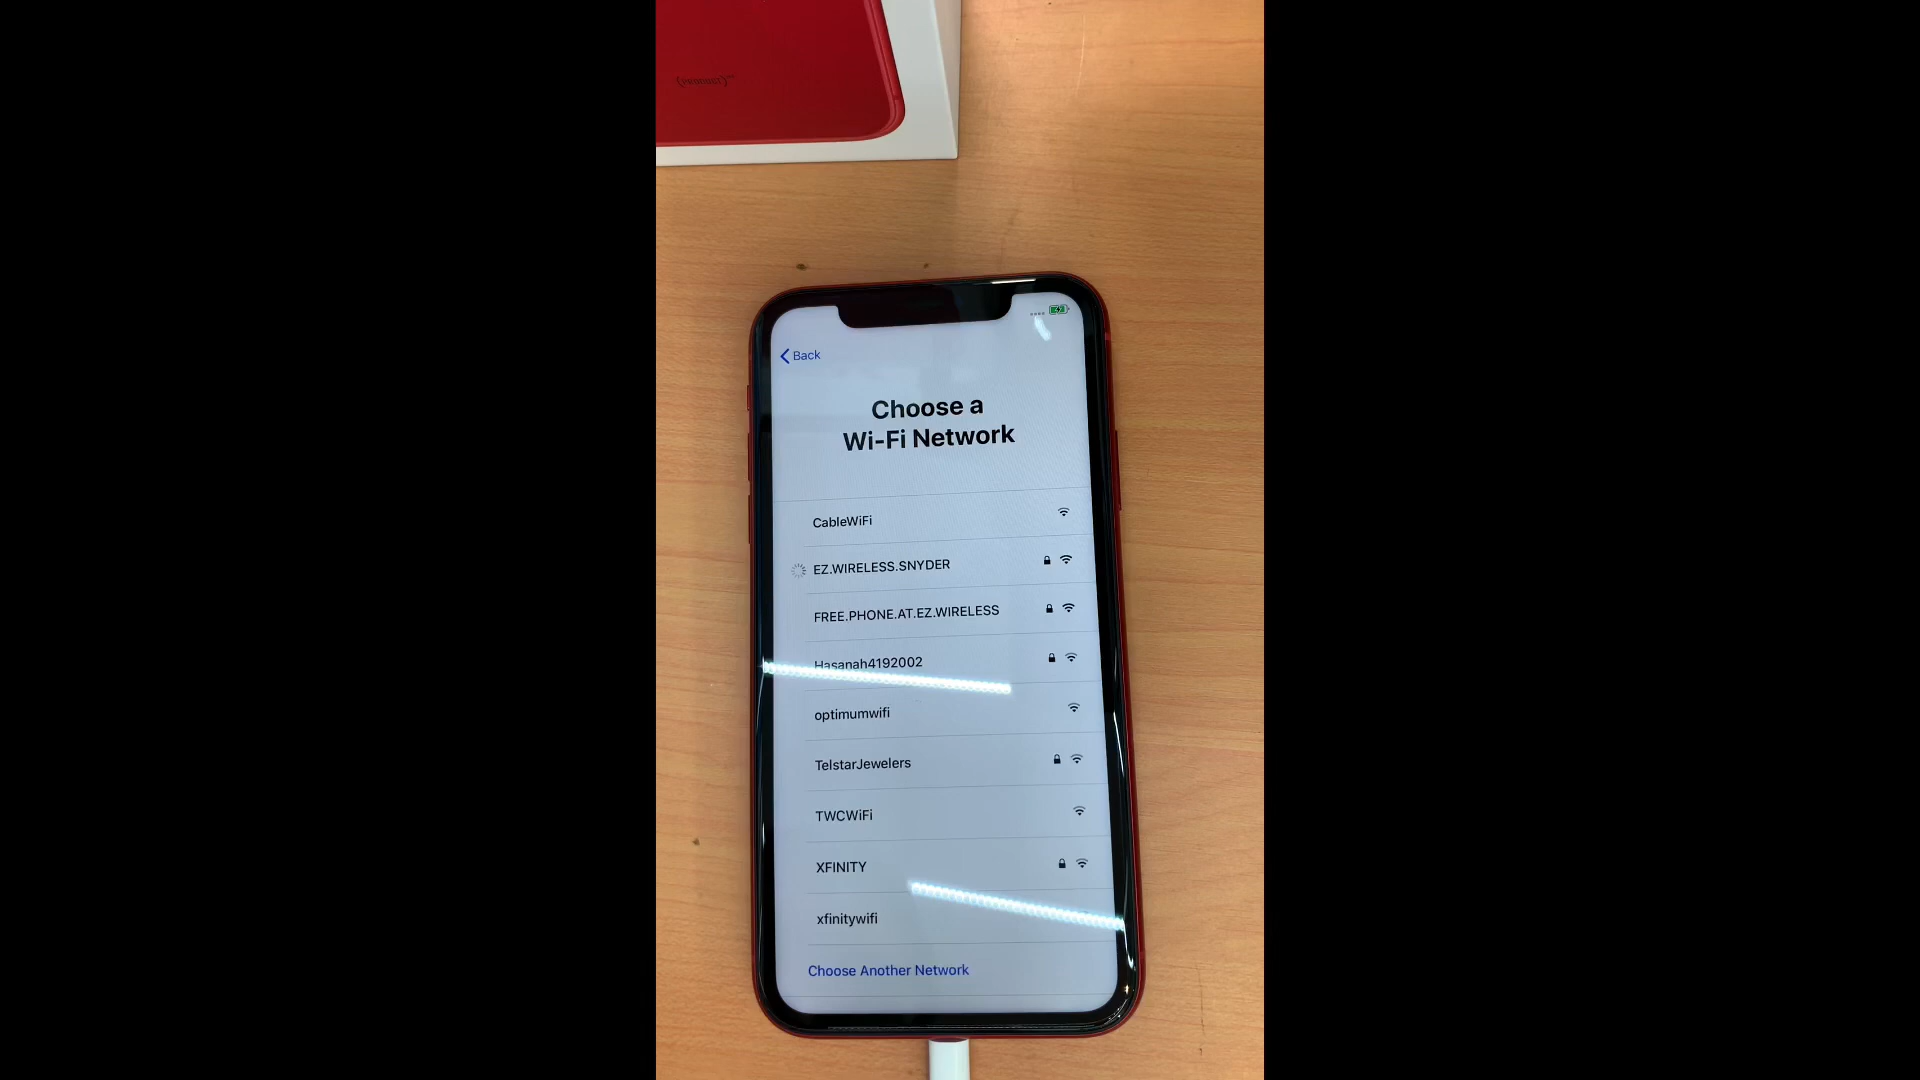 Back
Choose a
Wi-Fi Network
CableWiFi
EZ.WIRELESS.SNYDER
FREE.PHONE.AT.EZ.WIRELESS
Hasanah4192002
optimumwifi
TelstarJewelers
TWCWiFi
XFINITY
xfinitywifi
Choose Another Network